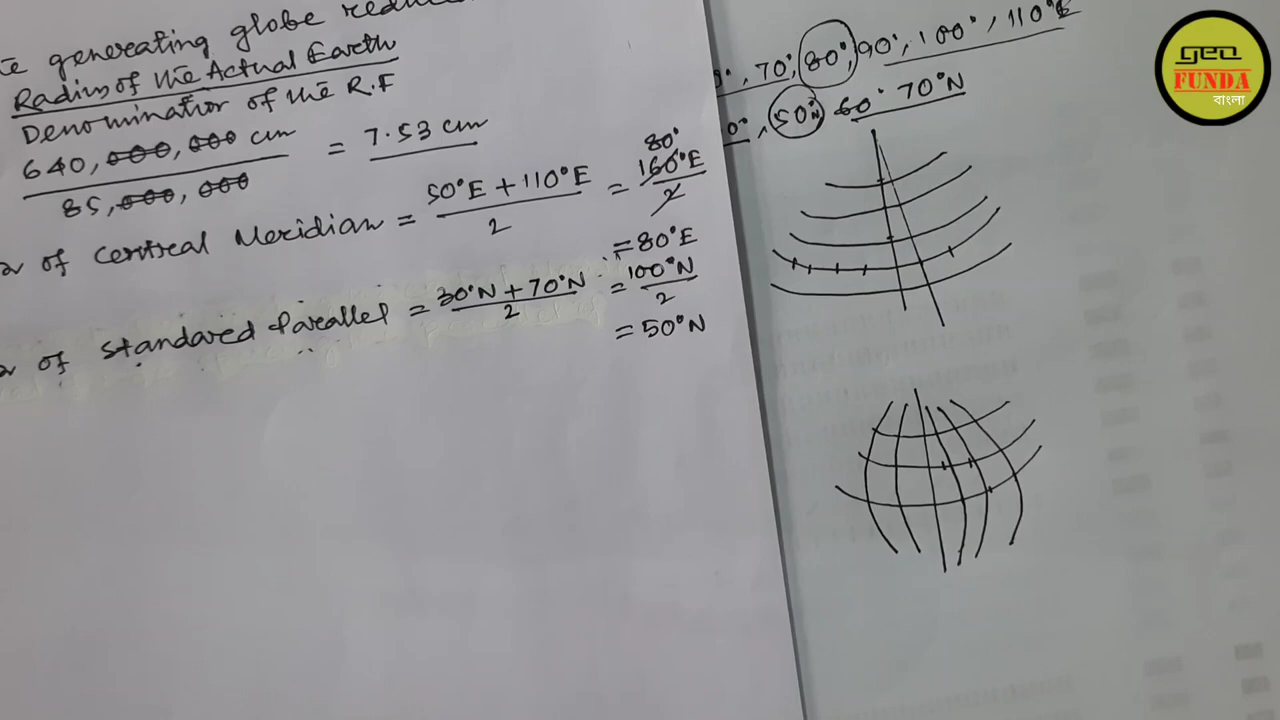 generating globe
Radius of the Actual Earth
Denomination of the R.F
640,000,000 cm
85,000,000
= 7.53 cm
of Central Meridian = 50°E + 110°E
2
= 160°E
2
80°
= 80°E
of standared Parallel = 30°N + 70°N
2
= 100°N
2
= 50°N
, 70°, 80°, 90°, 100°, 110°E
, 50°N 60° 70°N
GEO
FUNDA
বাংলা